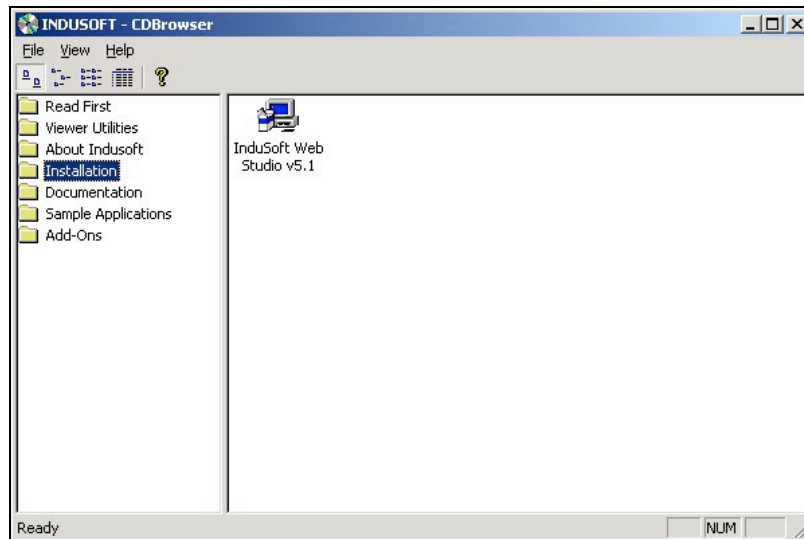 INDUSOFT - CDBrowser
File View Help
Read First
Viewer Utilities
About Indusoft
Installation
Documentation
Sample Applications
Add-Ons
InduSoft Web
Studio v5.1
Ready
NUM